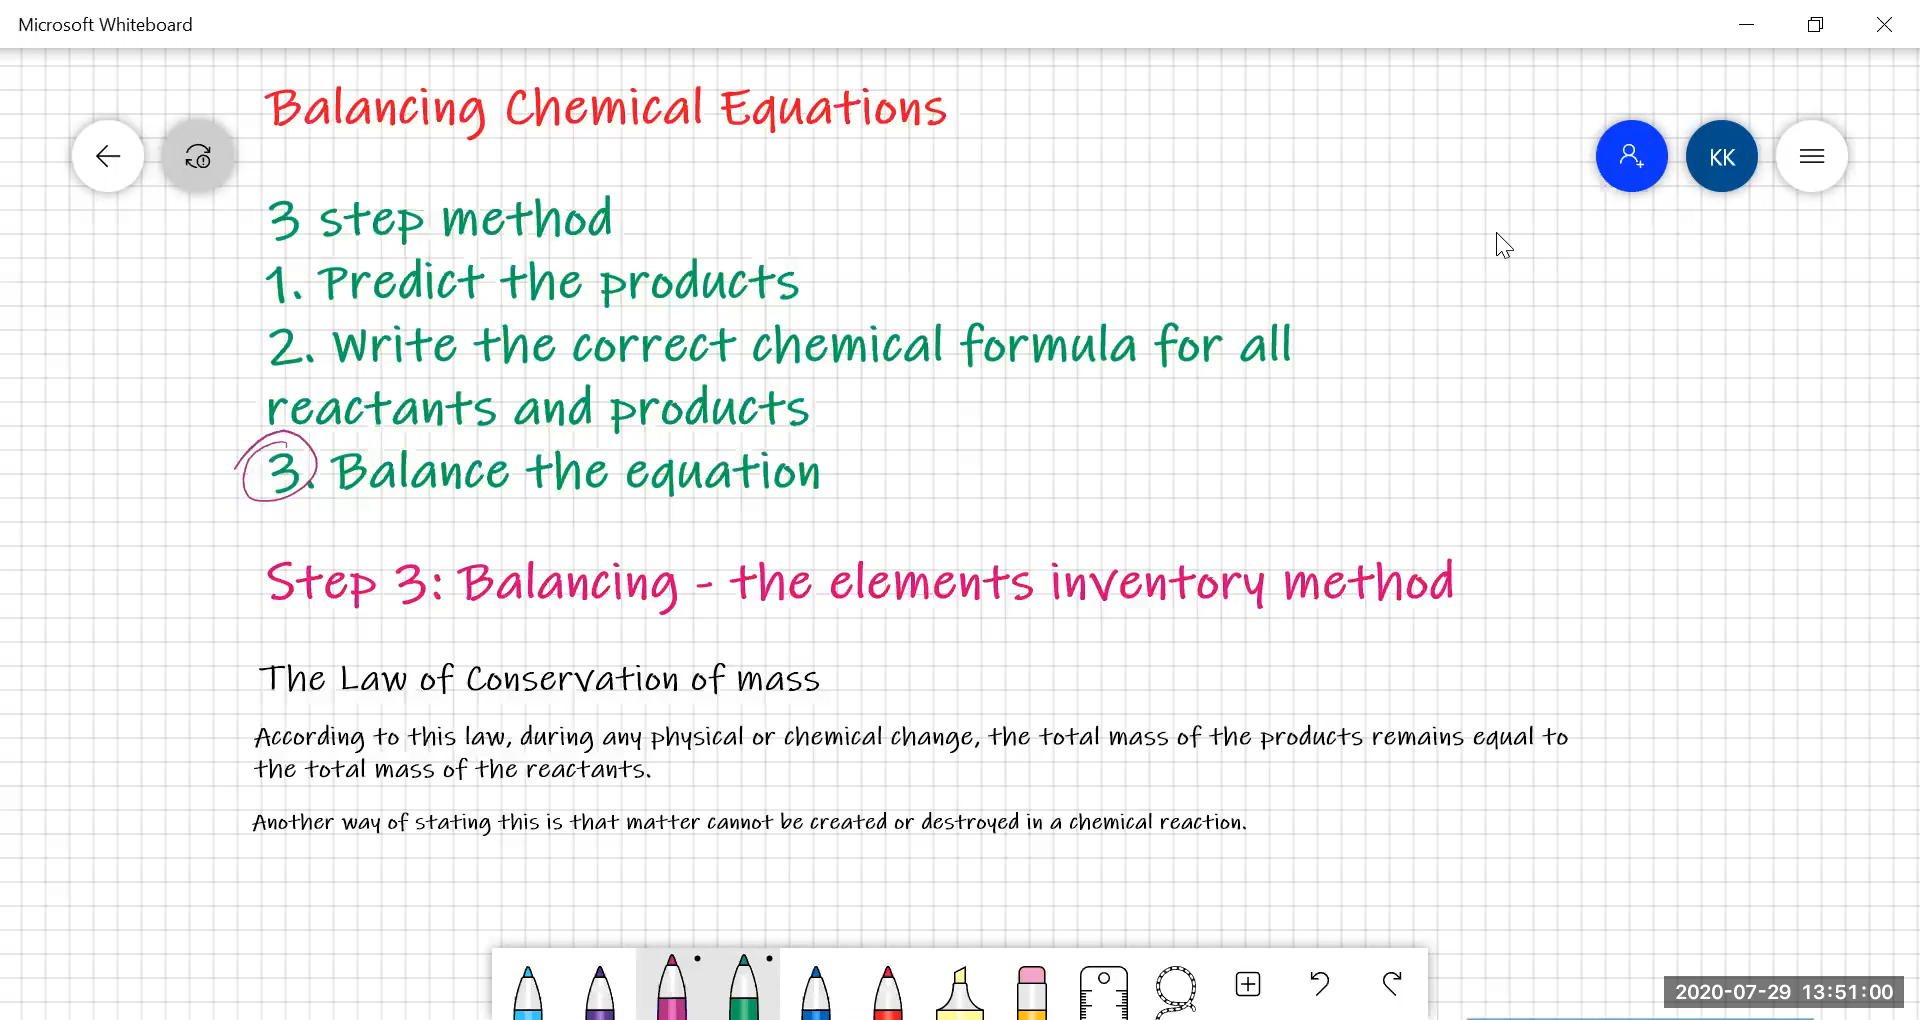 Microsoft Whiteboard
Balancing Chemical Equations
KK
3 step method
1. Predict the products
2. Write the correct chemical formula for all
reactants and products
3. Balance the equation
Step 3: Balancing - the elements inventory method
The Law of Conservation of mass
According to this law, during any physical or chemical change, the total mass of the products remains equal to
the total mass of the reactants.
Another way of stating this is that matter cannot be created or destroyed in a chemical reaction.
2020-07-29 13:51:00